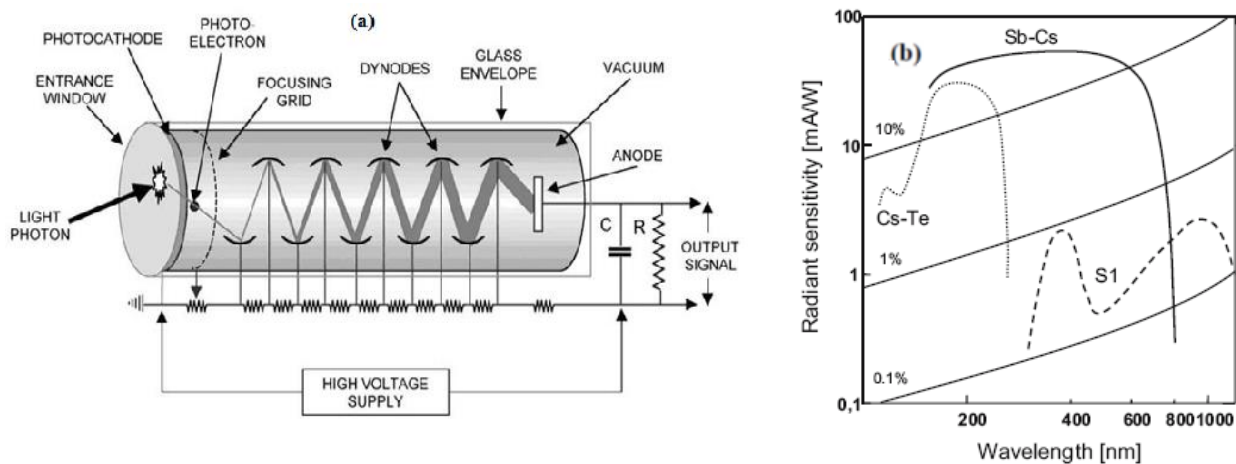 (a)
PHOTO-
ELECTRON
PHOTOCATHODE
ENTRANCE
WINDOW
FOCUSING
GRID
DYNODES
GLASS
ENVELOPE
VACUUM
ANODE
LIGHT
PHOTON
C
R
OUTPUT
SIGNAL
HIGH VOLTAGE
SUPPLY
(b)
100
10
1
0,1
Radiant sensitivity [mA/W]
Sb-Cs
10%
Cs-Te
1%
S1
0.1%
200
400
600
800
1000
Wavelength [nm]